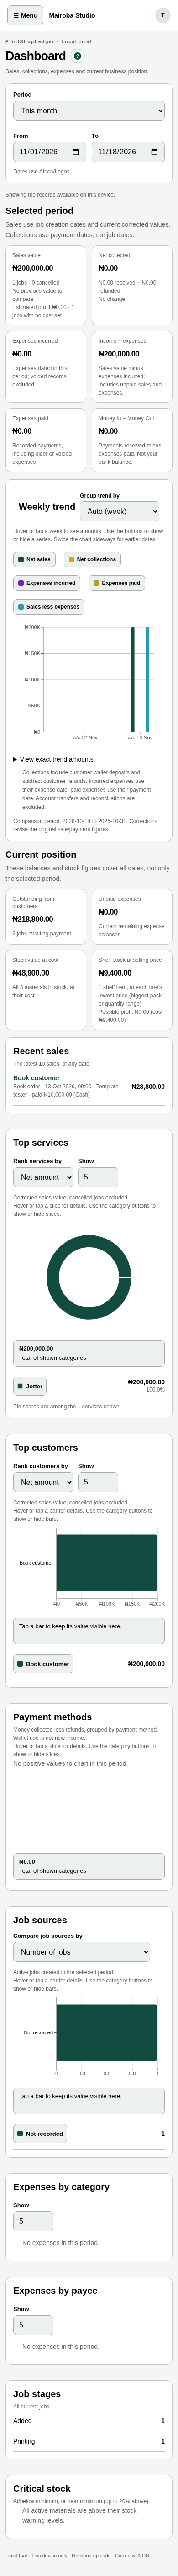 ☰ Menu
Mairoba Studio
T
PrintShopLedger · Local trial
Dashboard ?
Sales, collections, expenses and current business position.
Period
This month
From
To
11/01/2026
11/18/2026
Dates use Africa/Lagos.
Showing the records available on this device.
Selected period
Sales use job creation dates and current corrected values.
Collections use payment dates, not job dates.
Sales value
₦200,000.00
1 jobs · 0 cancelled
No previous value to
compare
Estimated profit ₦0.00 · 1
jobs with no cost set
Net collected
₦0.00
₦0.00 received − ₦0.00
refunded
No change
Expenses incurred
₦0.00
Expenses dated in this
period; voided records
excluded
Income − expenses
₦200,000.00
Sales value minus
expenses incurred;
includes unpaid sales and
expenses.
Expenses paid
₦0.00
Recorded payments,
including older or voided
expenses
Money In − Money Out
₦0.00
Payments received minus
expenses paid. Not your
bank balance.
Weekly trend
Group trend by
Auto (week)
Hover or tap a week to see amounts. Use the buttons to show
or hide a series. Swipe the chart sideways for earlier dates.
Net sales
Net collections
Expenses incurred
Expenses paid
Sales less expenses
₦200K
₦150K
₦100K
₦50K
₦0
w/c 02 Nov
w/c 16 Nov
▶ View exact trend amounts
Collections include customer wallet deposits and
subtract customer refunds. Incurred expenses use
their expense date; paid expenses use their payment
date. Account transfers and reconciliations are
excluded.
Comparison period: 2026-10-14 to 2026-10-31. Corrections
revise the original sale/payment figures.
Current position
These balances and stock figures cover all dates, not only
the selected period.
Outstanding from
customers
₦218,800.00
2 jobs awaiting payment
Unpaid expenses
₦0.00
Current remaining expense
balances
Stock value at cost
₦48,900.00
All 3 materials in stock, at
their cost
Shelf stock at selling price
₦9,400.00
1 shelf item, at each one's
lowest price (biggest pack
or quantity range)
Possible profit ₦0.00 (cost
₦9,400.00)
Recent sales
The latest 10 sales, of any date
Book customer
Book order · 13 Oct 2026, 09:00 · Template
tester · paid ₦10,000.00 (Cash)
₦28,800.00
Top services
Rank services by
Show
Net amount
5
Corrected sales value; cancelled jobs excluded.
Hover or tap a slice for details. Use the category buttons to
show or hide slices.
₦200,000.00
Total of shown categories
Jotter
₦200,000.00
100.0%
Pie shares are among the 1 services shown.
Top customers
Rank customers by
Show
Net amount
5
Corrected sales value; cancelled jobs excluded.
Hover or tap a bar for details. Use the category buttons to
show or hide bars.
Book customer
₦0
₦50K
₦100K
₦150K
₦200K
Tap a bar to keep its value visible here.
Book customer
₦200,000.00
Payment methods
Money collected less refunds, grouped by payment method.
Wallet use is not new income.
Hover or tap a slice for details. Use the category buttons to
show or hide slices.
No positive values to chart in this period.
₦0.00
Total of shown categories
Job sources
Compare job sources by
Number of jobs
Active jobs created in the selected period.
Hover or tap a bar for details. Use the category buttons to
show or hide bars.
Not recorded
0
0.3
0.5
0.8
1
Tap a bar to keep its value visible here.
Not recorded
1
Expenses by category
Show
5
No expenses in this period.
Expenses by payee
Show
5
No expenses in this period.
Job stages
All current jobs
Added
1
Printing
1
Critical stock
At/below minimum, or near minimum (up to 20% above).
All active materials are above their stock
warning levels.
Local trial · This device only · No cloud uploads · Currency: NGN